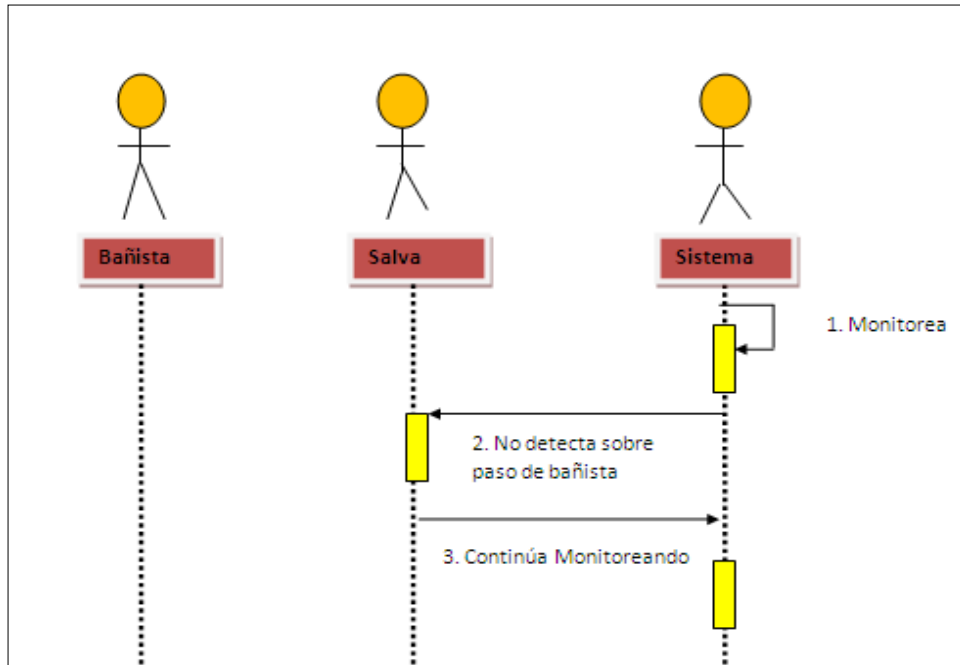 Bañista
Salva
Sistema
1. Monitorea
2. No detecta sobre
paso de bañista
3. Continúa Monitoreando